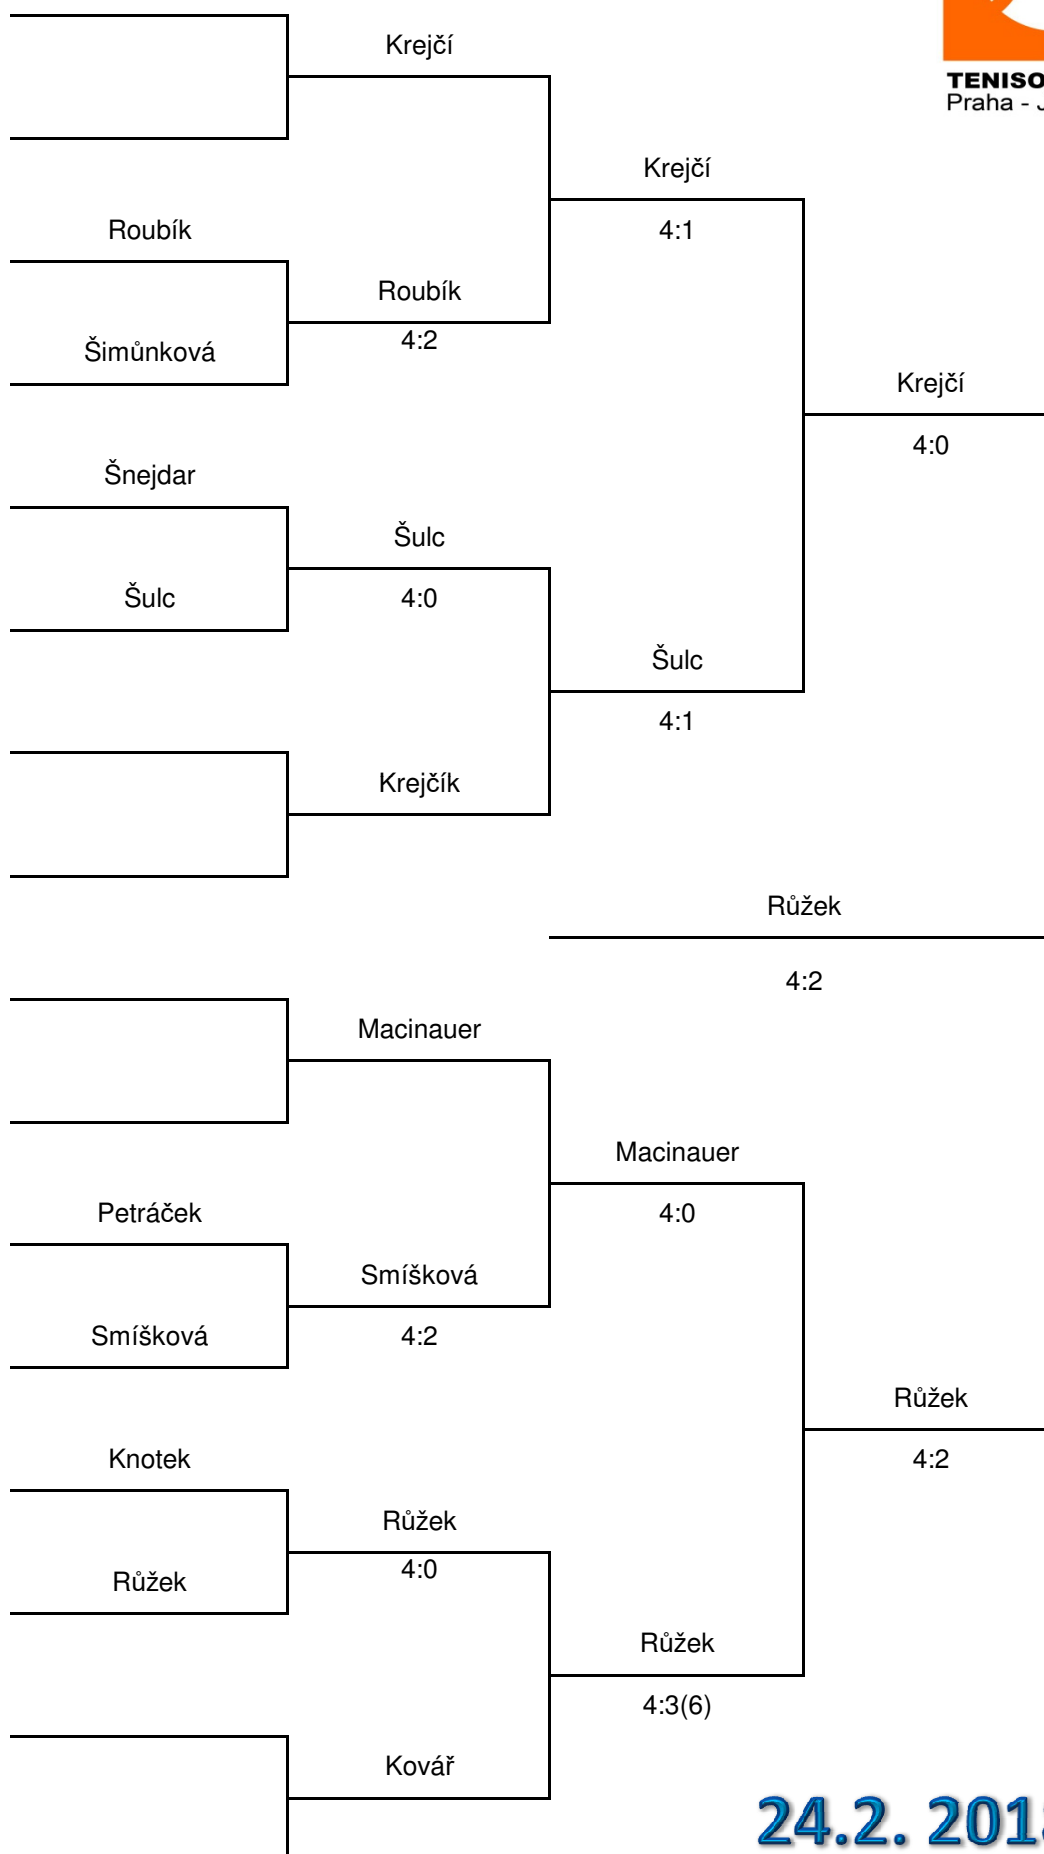 Krejčí
TENISO
Praha - J
Krejčí
4:1
Roubík
Roubík
4:2
Šimůnková
Krejčí
4:0
Šnejdar
Šulc
4:0
Šulc
Šulc
4:1
Krejčík
Růžek
4:2
Macinauer
Macinauer
4:0
Petráček
Smíšková
4:2
Smíšková
Růžek
4:2
Knotek
Růžek
4:0
Růžek
Růžek
4:3(6)
Kovář
24.2. 2018